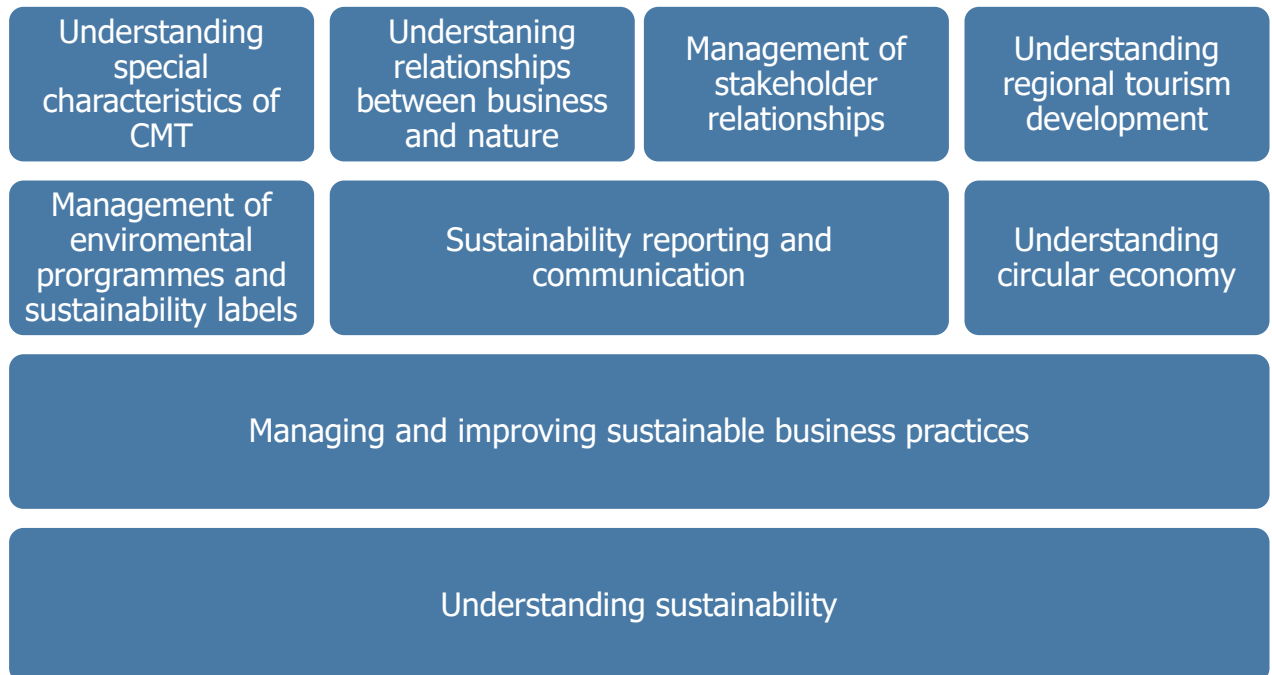 Understanding
special
characteristics of
CMT
Understaning
relationships
between business
and nature
Management of
stakeholder
relationships
Understanding
regional tourism
development
Management of
enviromental
prorgrammes and
sustainability labels
Sustainability reporting and
communication
Understanding
circular economy
Managing and improving sustainable business practices
Understanding sustainability